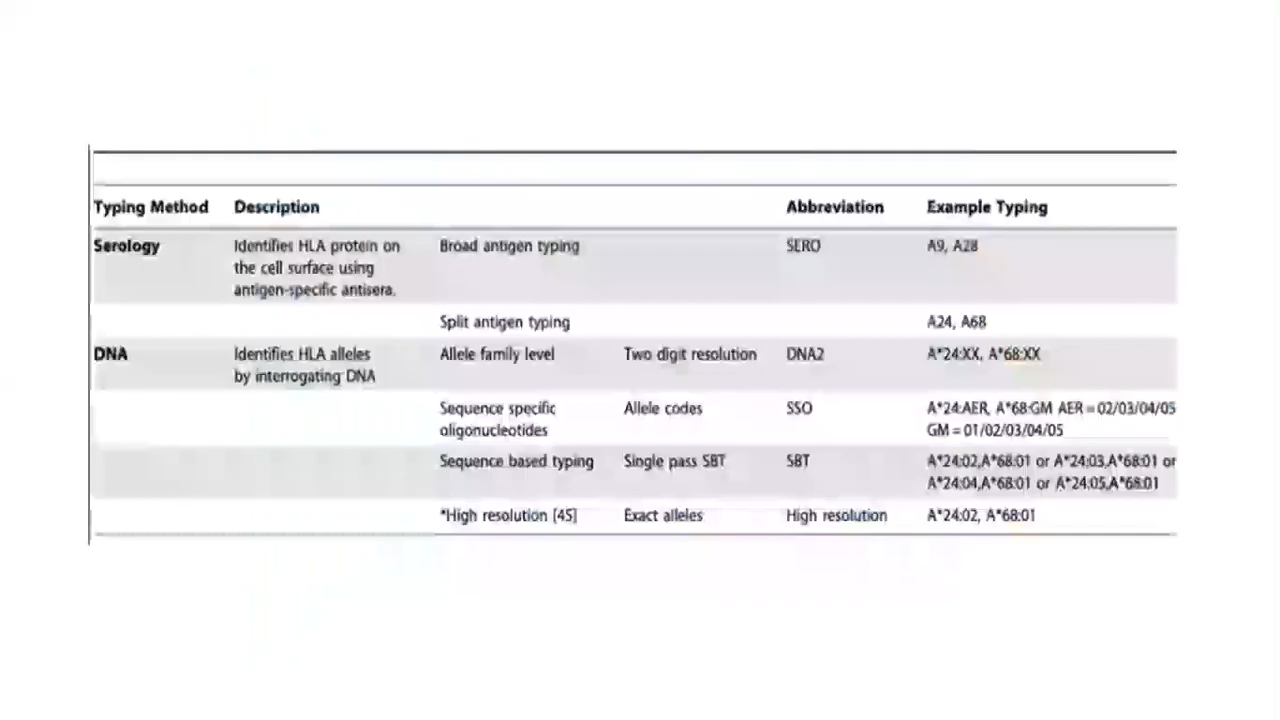 Typing Method Description Abbreviation Example Typing
Serology Identifies HLA protein on Broad antigen typing SERO A9, A28
the cell surface using
antigen-specific antisera.
Split antigen typing A24, A68
DNA Identifies HLA alleles Allele family level Two digit resolution DNA2 A*24:XX, A*68:XX
by interrogating DNA
Sequence specific Allele codes SSO A*24:AER, A*68:GM AER = 02/03/04/05
oligonucleotides GM = 01/02/03/04/05
Sequence based typing Single pass SBT SBT A*24:02,A*68:01 or A*24:03,A*68:01 or
A*24:04,A*68:01 or A*24:05,A*68:01
*High resolution [45] Exact alleles High resolution A*24:02, A*68:01